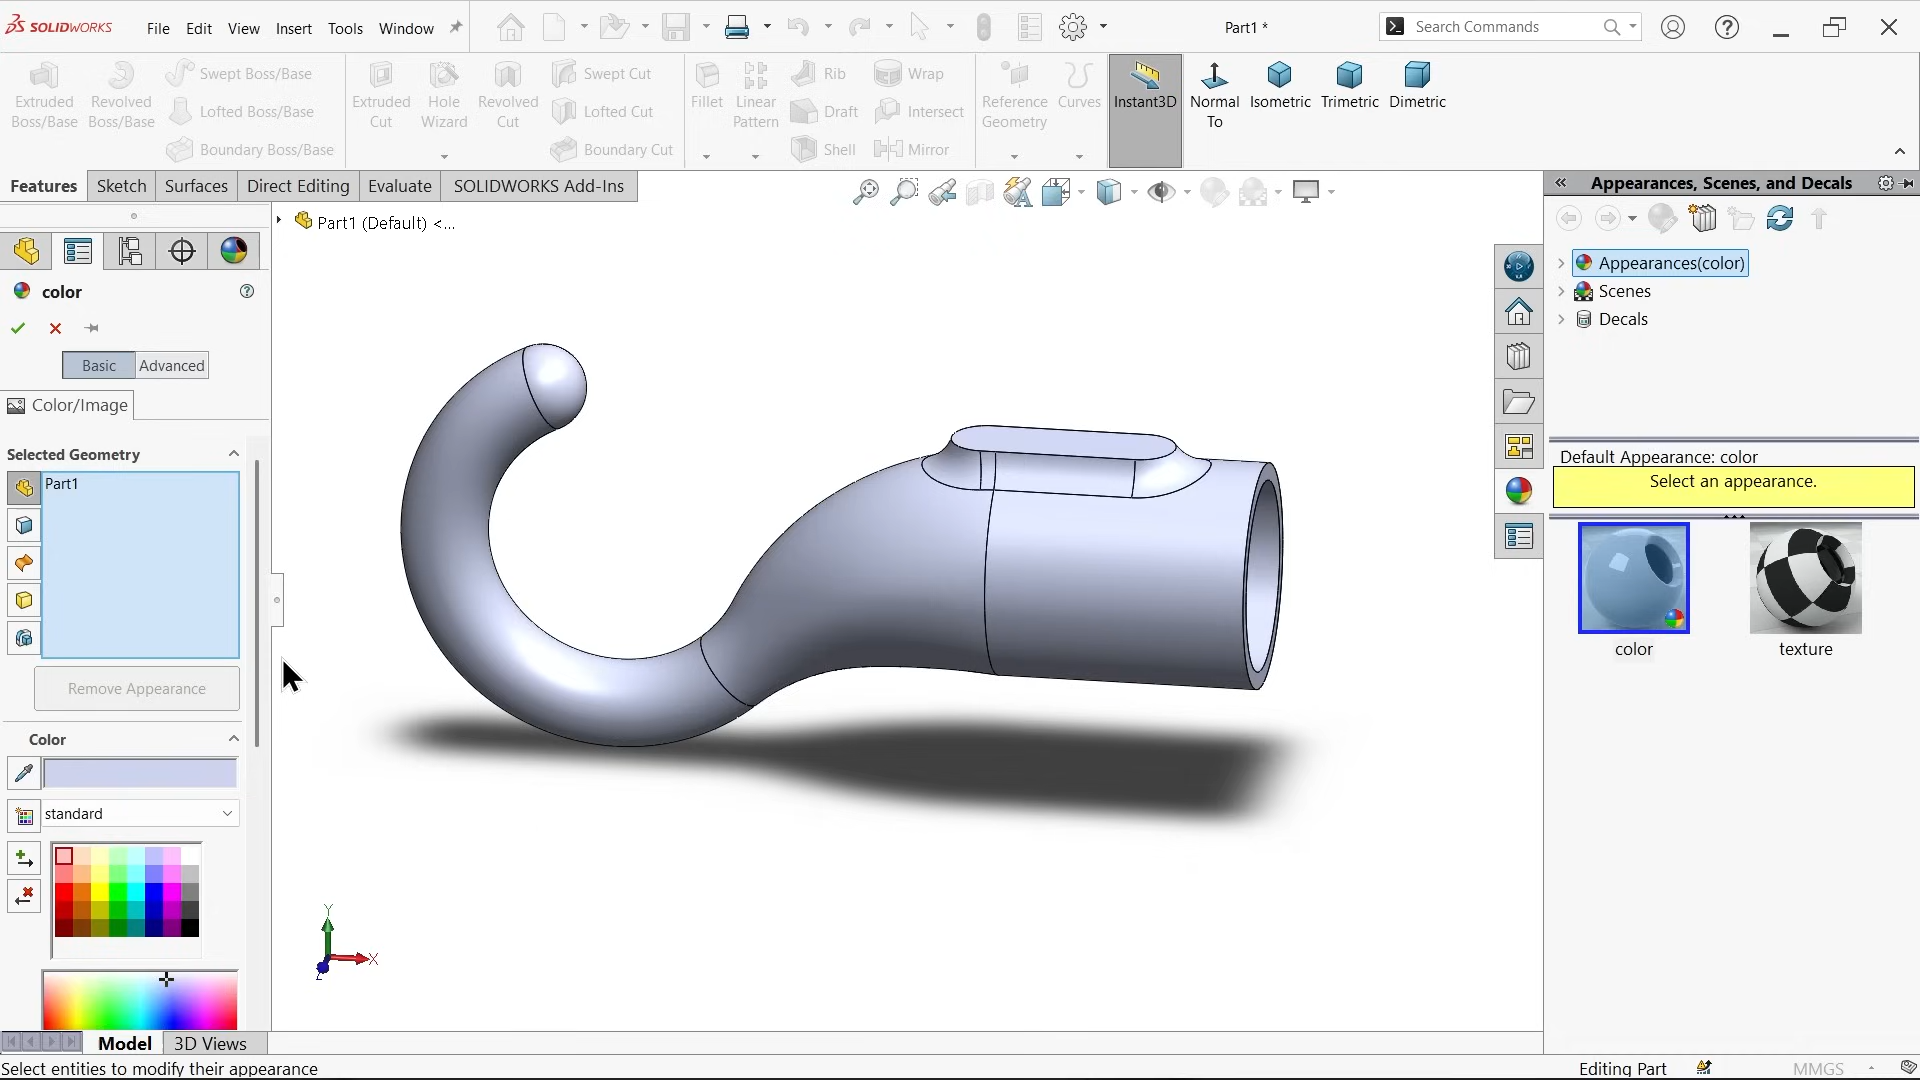 SOLIDWORKS File Edit View Insert Tools Window Part1 * Search Commands
Extruded Boss/Base
Revolved Boss/Base
Swept Boss/Base
Lofted Boss/Base
Boundary Boss/Base
Extruded Cut
Hole Wizard
Revolved Cut
Swept Cut
Lofted Cut
Boundary Cut
Fillet
Linear Pattern
Rib
Draft
Shell
Wrap
Intersect
Mirror
Reference Geometry
Curves
Instant3D
Normal To
Isometric
Trimetric
Dimetric
Features Sketch Surfaces Direct Editing Evaluate SOLIDWORKS Add-Ins
Part1 (Default) <...
color
Basic Advanced
Color/Image
Selected Geometry
Part1
Remove Appearance
Color
standard
Y
X
Z
Model 3D Views
Select entities to modify their appearance
Appearances, Scenes, and Decals
Appearances(color)
Scenes
Decals
Default Appearance: color
Select an appearance.
color texture
Editing Part MMGS